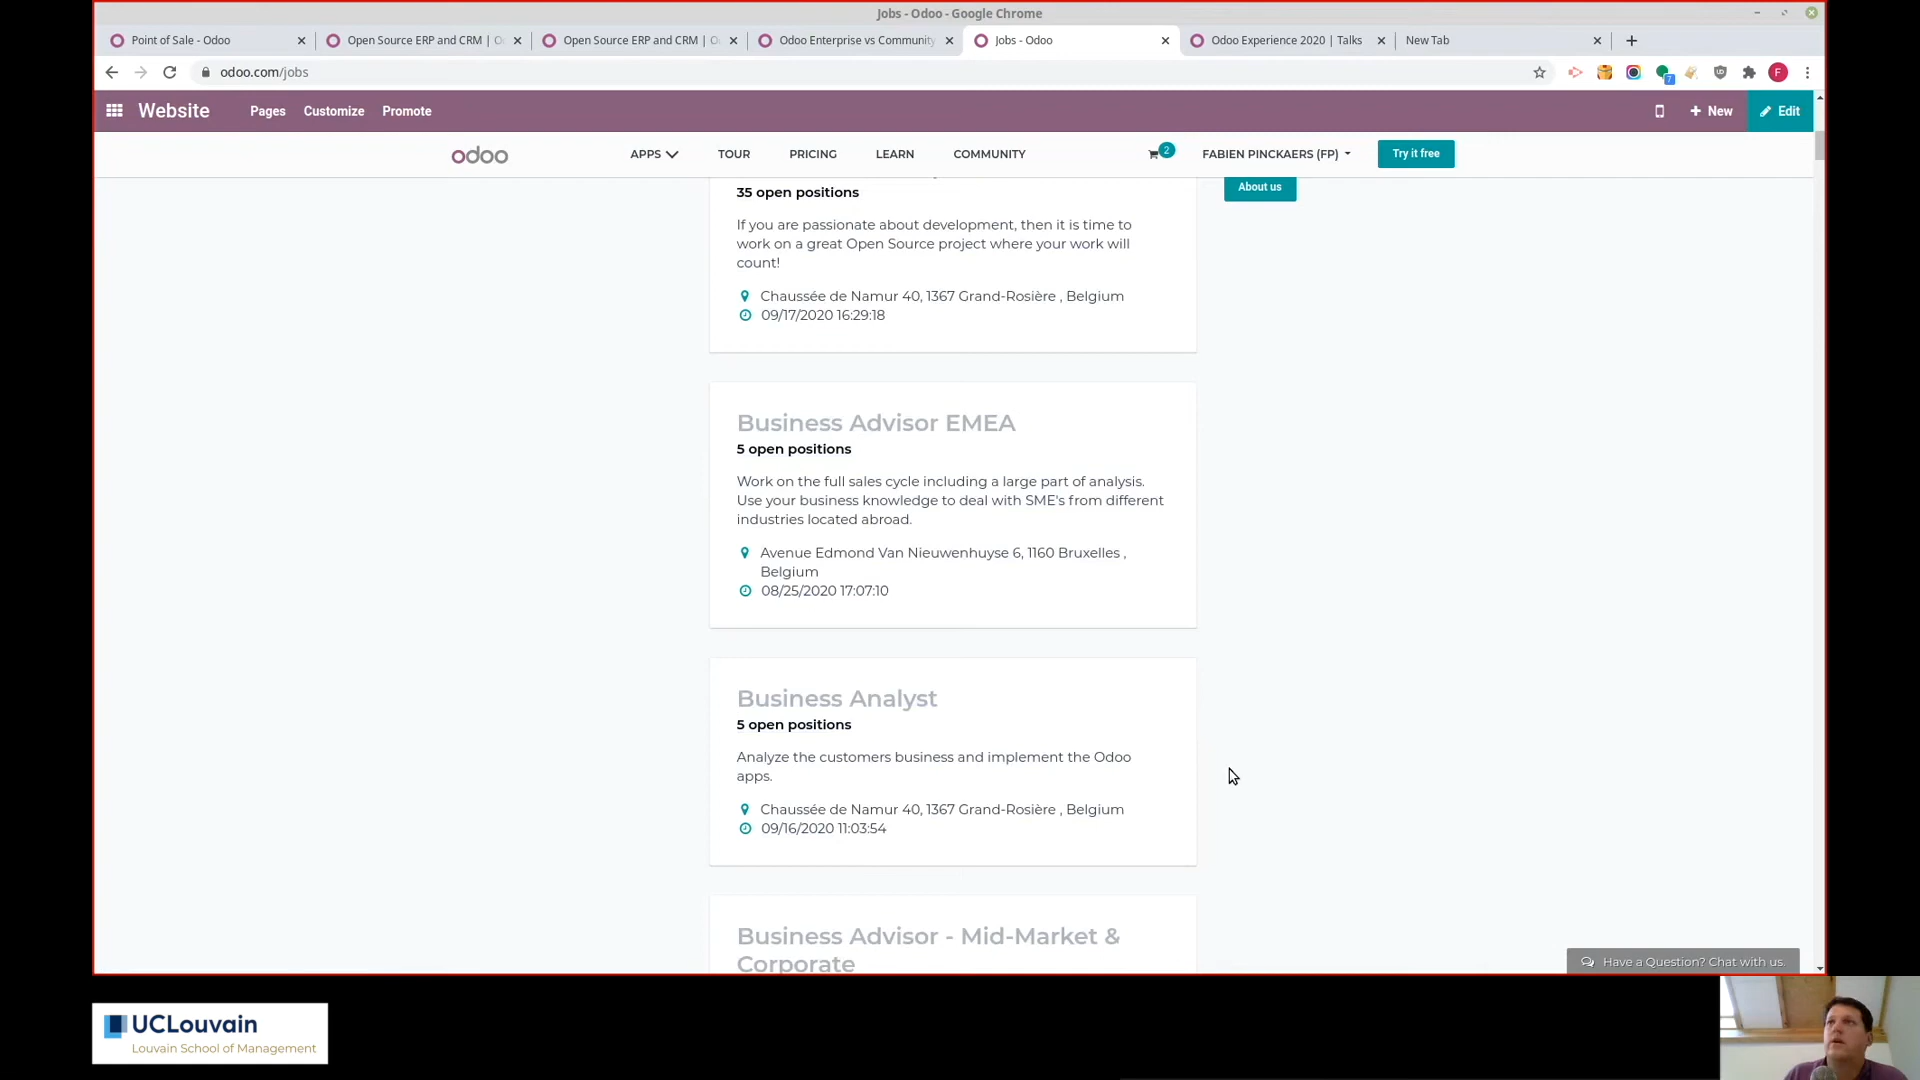 Jobs - Odoo - Google Chrome
Point of Sale - Odoo
Open Source ERP and CRM |
Open Source ERP and CRM |
Odoo Enterprise vs Community
Jobs - Odoo
Odoo Experience 2020 | Talks
New Tab
odoo.com/jobs
7
F
Website
Pages
Customize
Promote
New
Edit
odoo
APPS
TOUR
PRICING
LEARN
COMMUNITY
2
FABIEN PINCKAERS (FP)
Try it free
35 open positions
About us
If you are passionate about development, then it is time to
work on a great Open Source project where your work will
count!
Chaussée de Namur 40, 1367 Grand-Rosière , Belgium
09/17/2020 16:29:18
Business Advisor EMEA
5 open positions
Work on the full sales cycle including a large part of analysis.
Use your business knowledge to deal with SME's from different
industries located abroad.
Avenue Edmond Van Nieuwenhuyse 6, 1160 Bruxelles ,
Belgium
08/25/2020 17:07:10
Business Analyst
5 open positions
Analyze the customers business and implement the Odoo
apps.
Chaussée de Namur 40, 1367 Grand-Rosière , Belgium
09/16/2020 11:03:54
Business Advisor - Mid-Market &
Corporate
Have a Question? Chat with us.
UCLouvain
Louvain School of Management